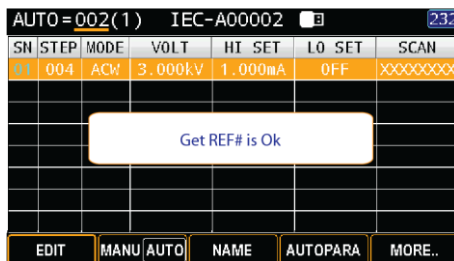 AUTO=002(1) IEC-A00002 232
SN STEP MODE VOLT HI SET LO SET SCAN
01 004 ACW 3.000kV 1.000mA OFF XXXXXXXX
Get REF# is Ok
EDIT MANU AUTO NAME AUTOPARA MORE..